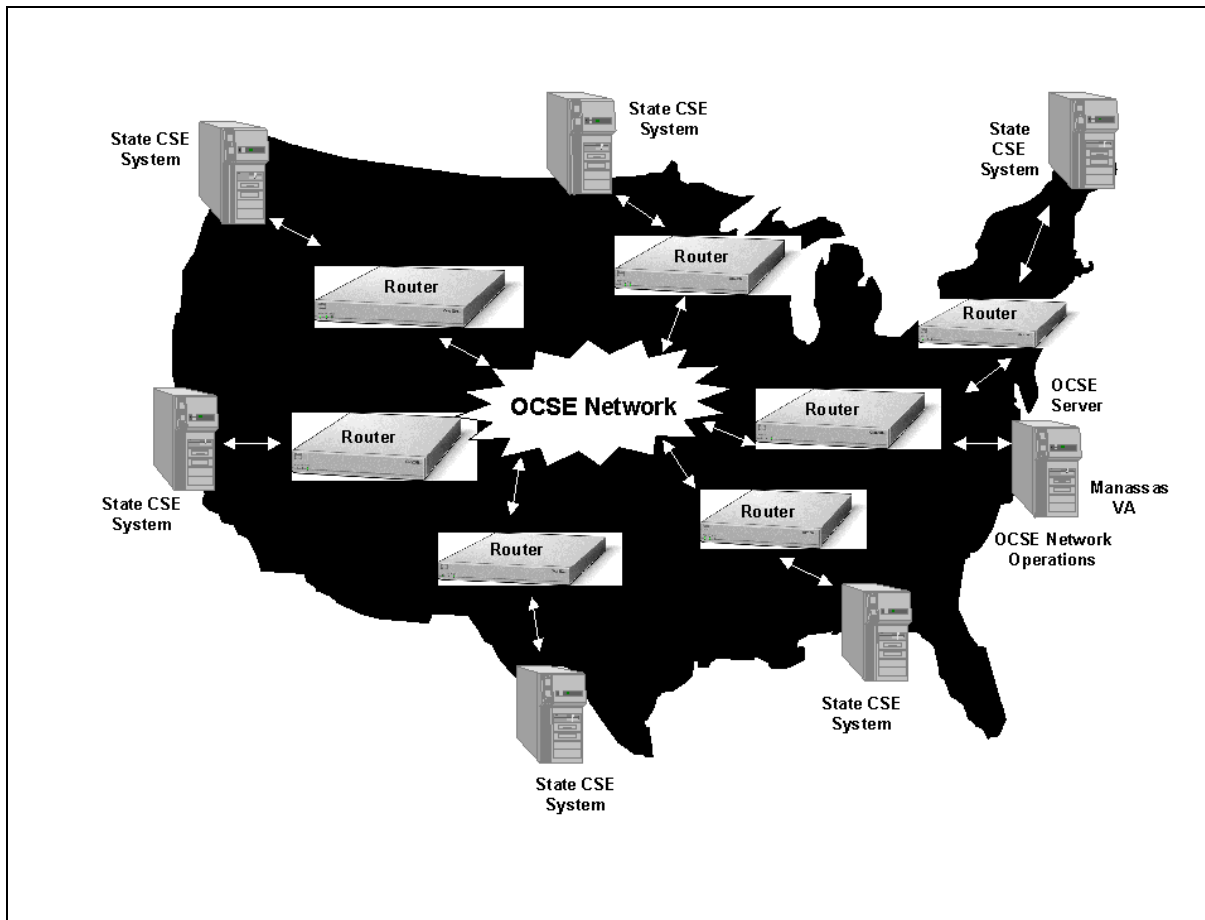 State CSE
System
State CSE
System
State
CSE
System
Router
Router
Router
OCSE Network
Router
Router
OCSE
Server
State CSE
System
Router
Router
Manassas
VA
OCSE Network
Operations
State CSE
System
State CSE
System